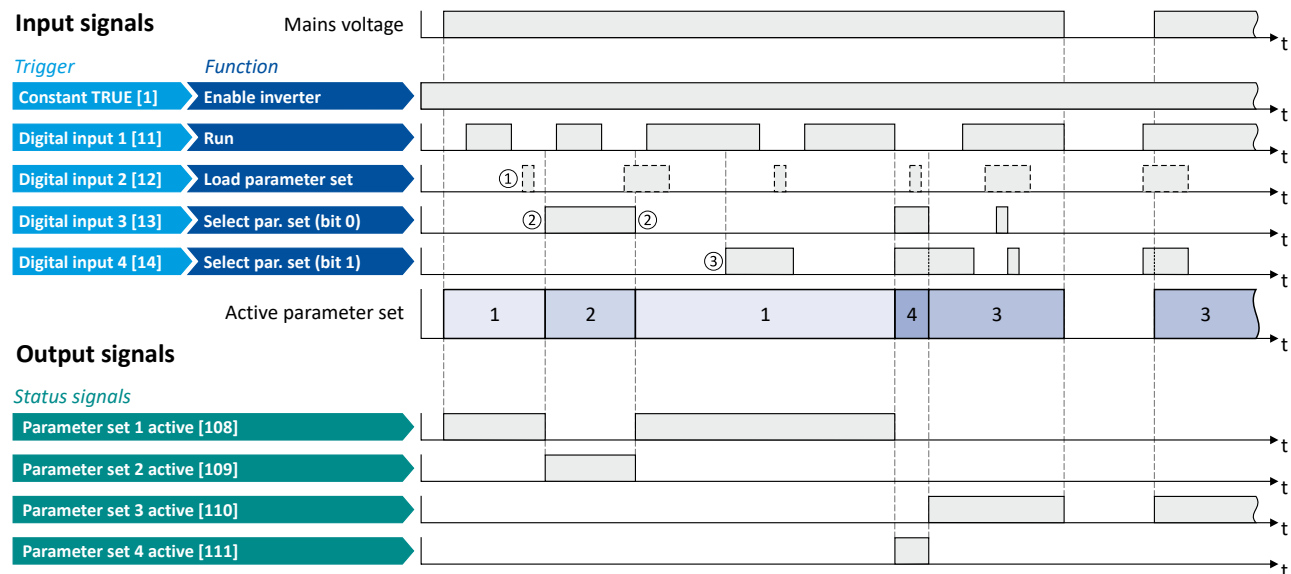 Input signals
Mains voltage
t
Trigger
Function
Constant TRUE [1]
Enable inverter
t
Digital input 1 [11]
Run
t
Digital input 2 [12]
Load parameter set
①
t
Digital input 3 [13]
Select par. set (bit 0)
②
②
t
Digital input 4 [14]
Select par. set (bit 1)
③
t
Active parameter set
1
2
1
4
3
3
t
Output signals
Status signals
Parameter set 1 active [108]
t
Parameter set 2 active [109]
t
Parameter set 3 active [110]
t
Parameter set 4 active [111]
t